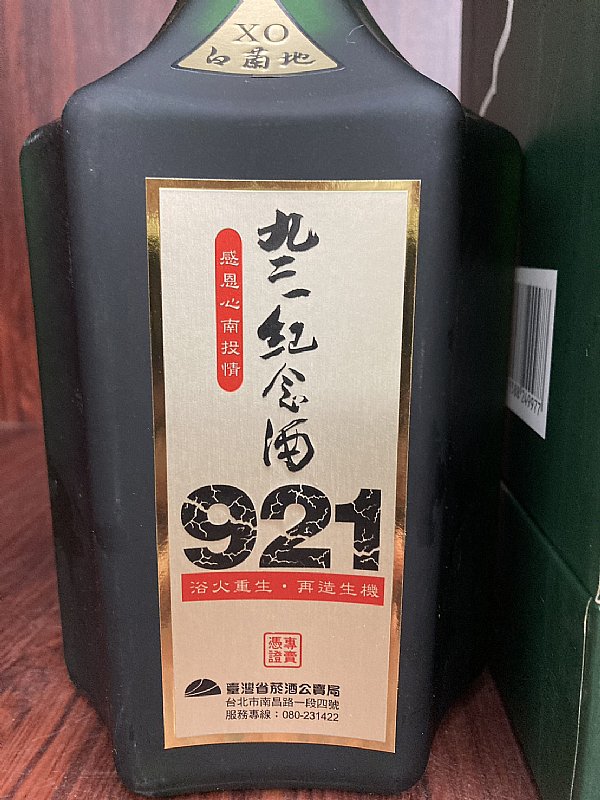 XO
白蘭地
九二一紀念酒
感恩心南投情
921
浴火重生・再造生機
專賣
憑證
臺灣省菸酒公賣局
台北市南昌路一段四號
服務專線：080-231422